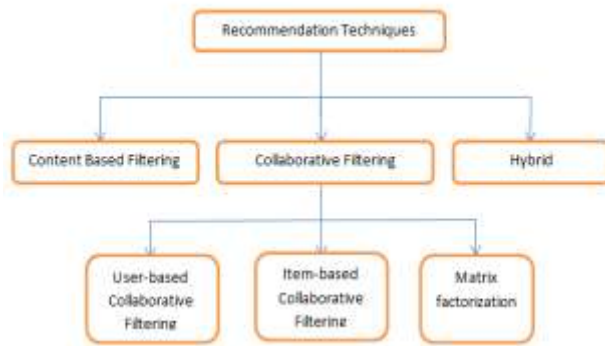 Recommendation Techniques
Content Based Filtering
Collaborative Filtering
Hybrid
User-based
Collaborative
Filtering
Item-based
Collaborative
Filtering
Matrix
factorization